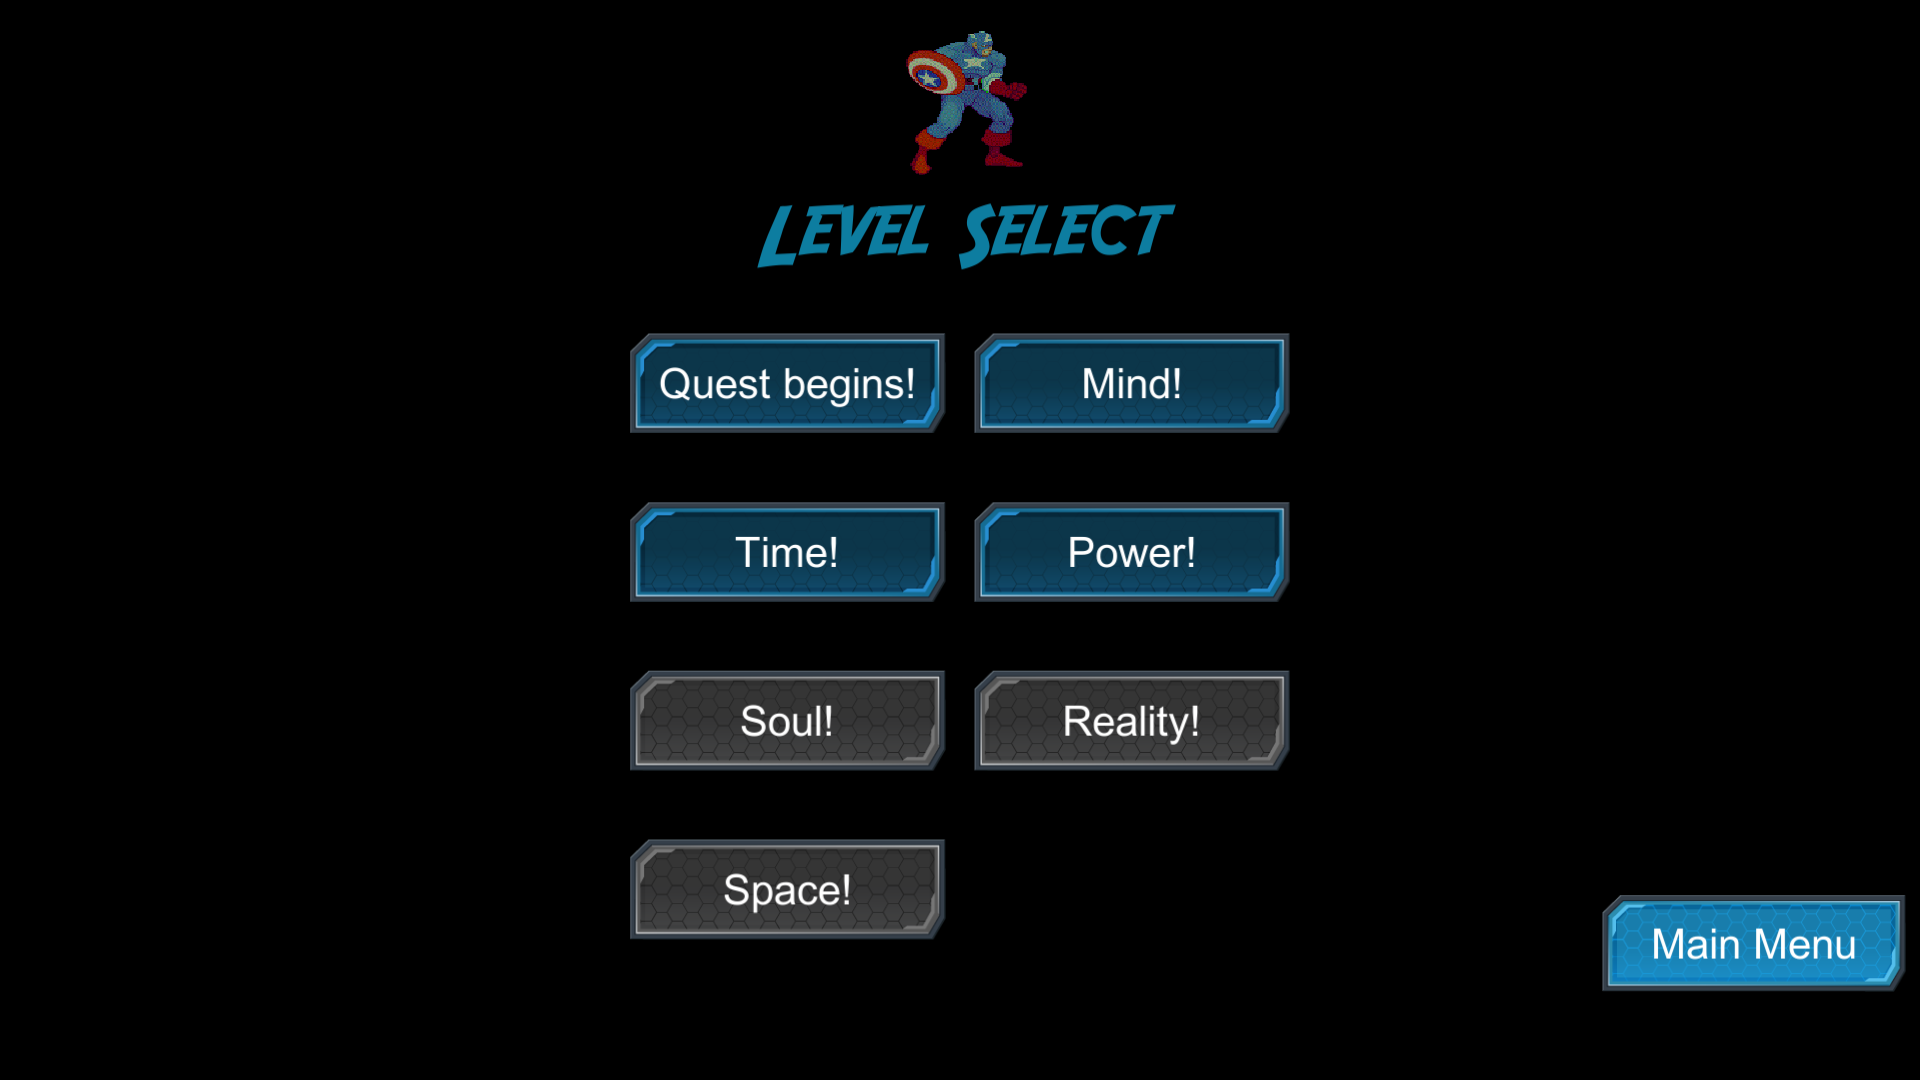 Level Select
Quest begins!
Mind!
Time!
Power!
Soul!
Reality!
Space!
Main Menu